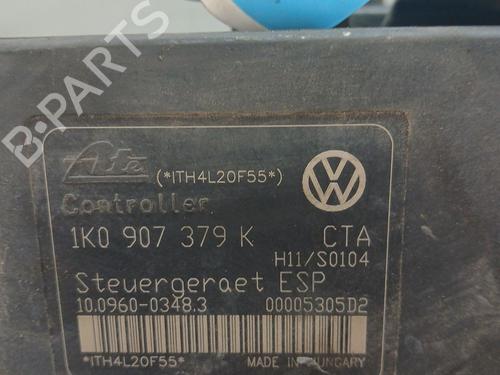 B-PARTS
Ate (*ITH4L20F55*)
Controller
1K0 907 379 K CTA
H11/S0104
Steuergeraet ESP
10.0960-0348.3 00005305D2
*ITH4L20F55* MADE IN HUNGARY